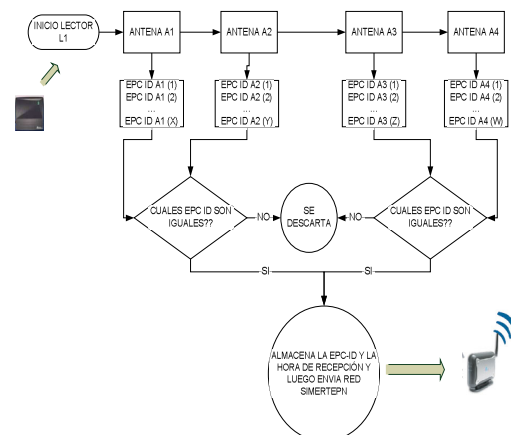 INICIO LECTOR
L1
ANTENA A1
ANTENA A2
ANTENA A3
ANTENA A4
EPC ID A1 (1)
EPC ID A1 (2)
...
EPC ID A1 (X)
EPC ID A2 (1)
EPC ID A2 (2)
...
EPC ID A2 (Y)
EPC ID A3 (1)
EPC ID A3 (2)
...
EPC ID A3 (Z)
EPC ID A4 (1)
EPC ID A4 (2)
...
EPC ID A4 (W)
CUALES EPC ID SON
IGUALES??
NO
SE
DESCARTA
NO
CUALES EPC ID SON
IGUALES??
SI
SI
ALMACENA LA EPC-ID Y LA
HORA DE RECEPCIÓN Y
LUEGO ENVIA RED
SIMERTEPN